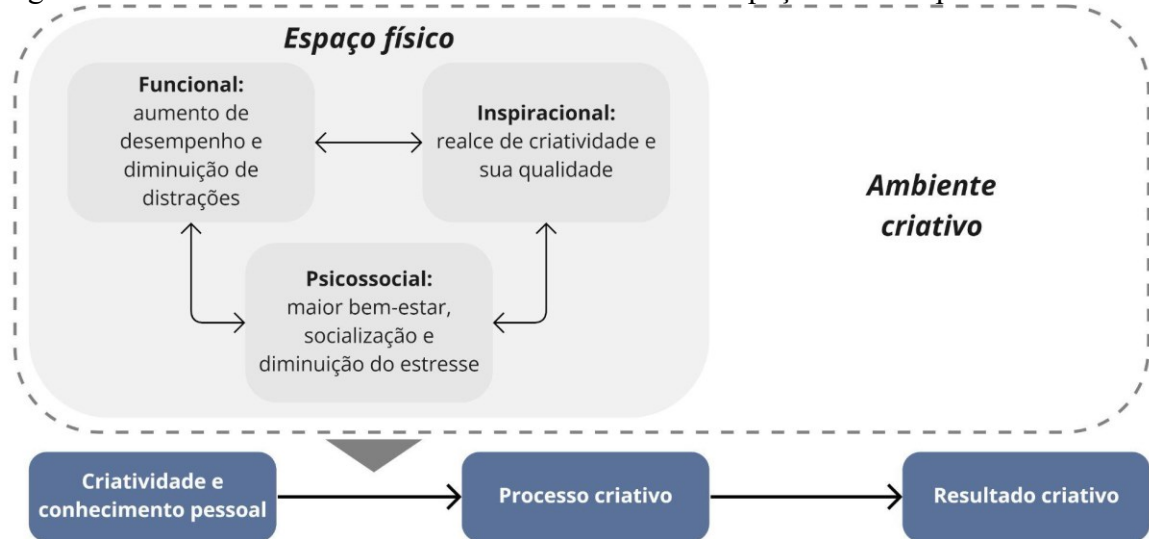 Espaço físico
Funcional:
aumento de
desempenho e
diminuição de
distrações
Inspiracional:
realce de criatividade e
sua qualidade
Psicossocial:
maior bem-estar,
socialização e
diminuição do estresse
Ambiente
criativo
Criatividade e
conhecimento pessoal
Processo criativo
Resultado criativo